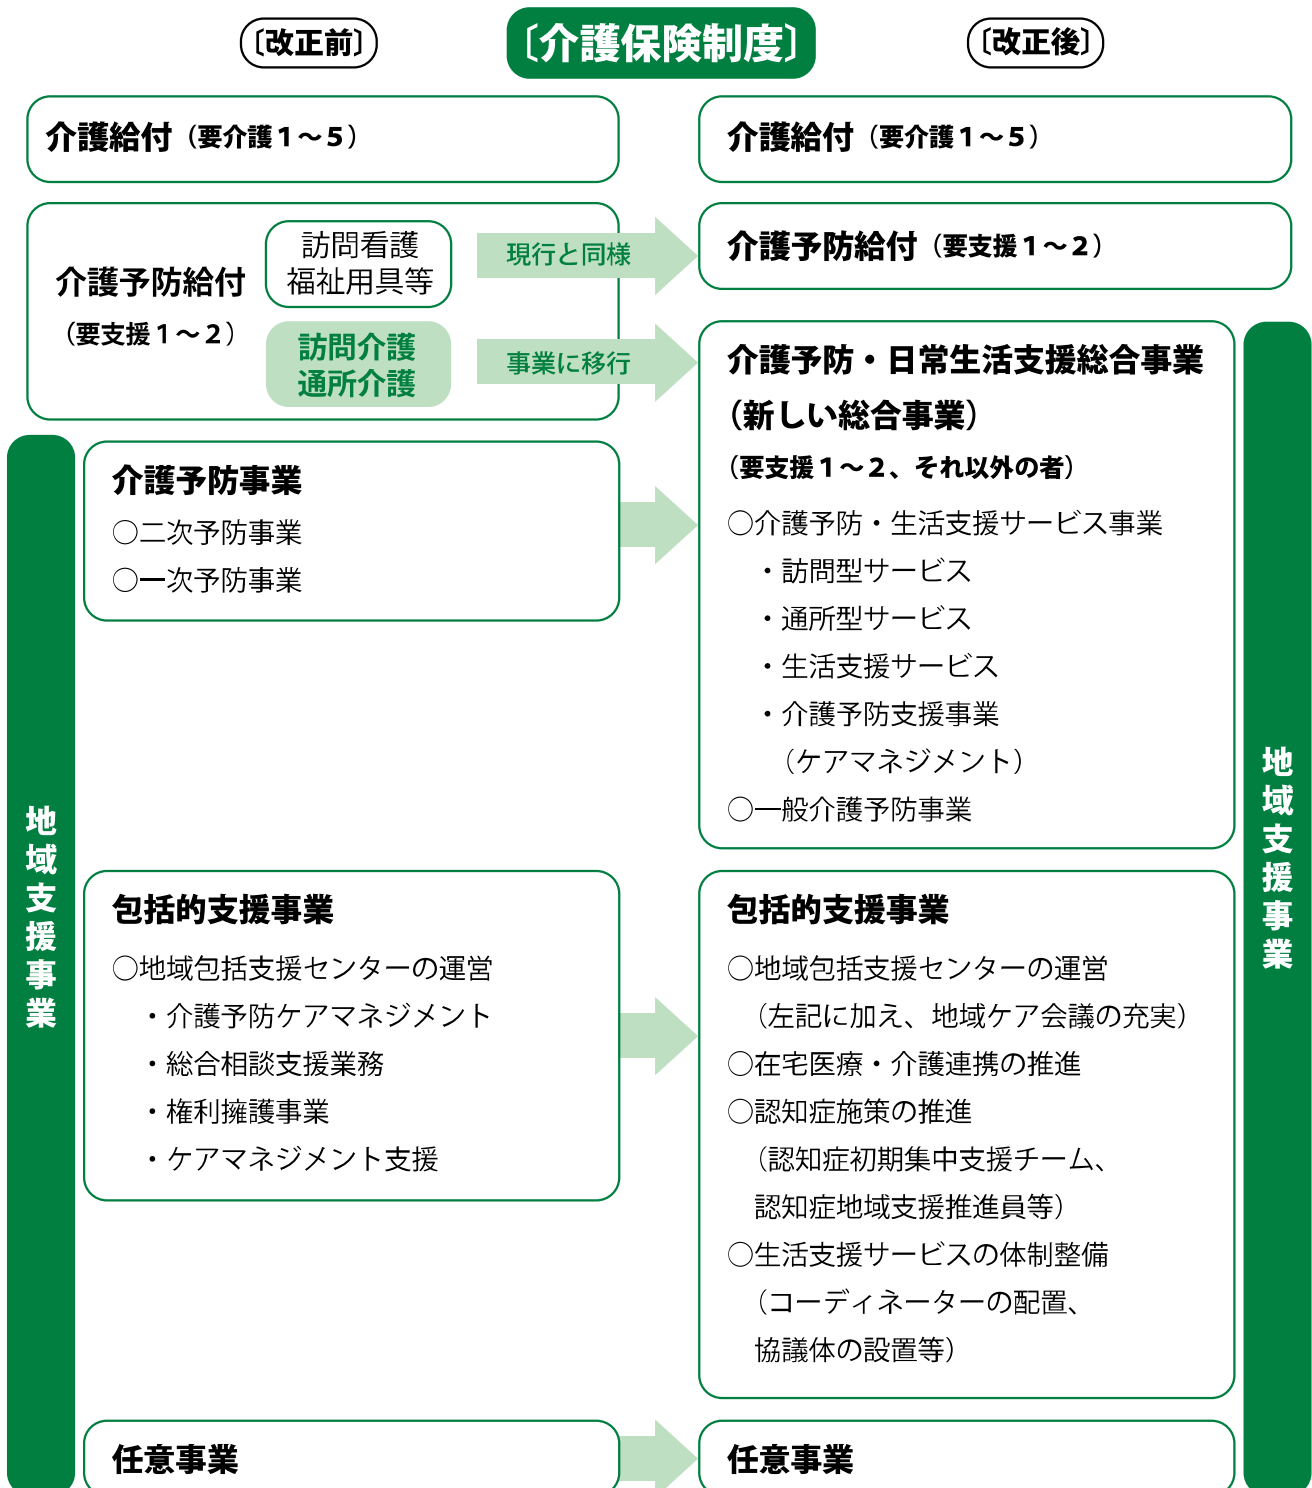 〔改正前〕
〔介護保険制度〕
〔改正後〕
介護給付（要介護１～５）
介護予防給付
（要支援１～２）
訪問看護
福祉用具等
訪問介護
通所介護
現行と同様
事業に移行
地域支援事業
介護予防事業
○二次予防事業
○一次予防事業
包括的支援事業
○地域包括支援センターの運営
・介護予防ケアマネジメント
・総合相談支援業務
・権利擁護事業
・ケアマネジメント支援
任意事業
介護給付（要介護１～５）
介護予防給付（要支援１～２）
介護予防・日常生活支援総合事業
（新しい総合事業）
（要支援１～２、それ以外の者）
○介護予防・生活支援サービス事業
・訪問型サービス
・通所型サービス
・生活支援サービス
・介護予防支援事業
（ケアマネジメント）
○一般介護予防事業
包括的支援事業
○地域包括支援センターの運営
（左記に加え、地域ケア会議の充実）
○在宅医療・介護連携の推進
○認知症施策の推進
（認知症初期集中支援チーム、
認知症地域支援推進員等）
○生活支援サービスの体制整備
（コーディネーターの配置、
協議体の設置等）
任意事業
地域支援事業